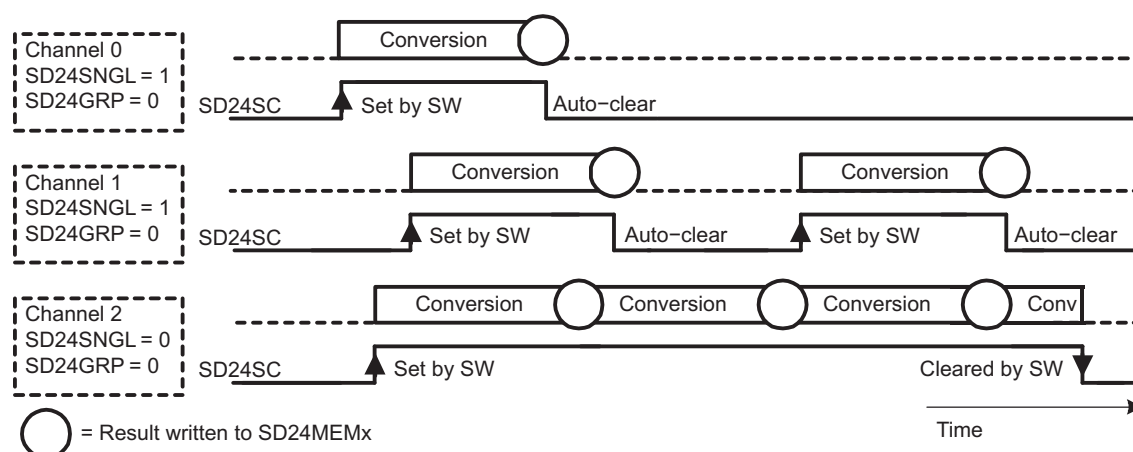 Channel 0
SD24SNGL = 1
SD24GRP = 0
Conversion
SD24SC
Set by SW
Auto−clear
Channel 1
SD24SNGL = 1
SD24GRP = 0
Conversion
Conversion
SD24SC
Set by SW
Auto−clear
Set by SW
Auto−clear
Channel 2
SD24SNGL = 0
SD24GRP = 0
Conversion
Conversion
Conversion
Conv
SD24SC
Set by SW
Cleared by SW
= Result written to SD24MEMx
Time